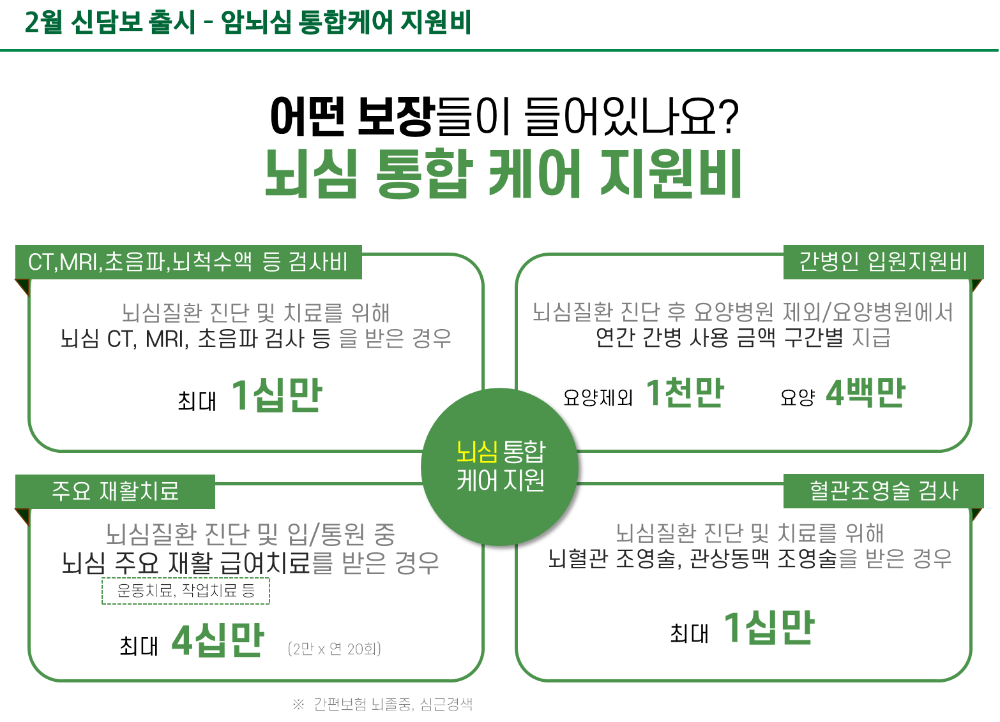 2월 신담보 출시 - 암뇌심 통합케어 지원비
어떤 보장들이 들어있나요?
뇌심 통합 케어 지원비
CT,MRI,초음파,뇌척수액 등 검사비
뇌심질환 진단 및 치료를 위해
뇌심 CT, MRI, 초음파 검사 등 을 받은 경우
최대 1십만
간병인 입원지원비
뇌심질환 진단 후 요양병원 제외/요양병원에서
연간 간병 사용 금액 구간별 지급
요양제외 1천만 요양 4백만
뇌심 통합
케어 지원
주요 재활치료
뇌심질환 진단 및 입/통원 중
뇌심 주요 재활 급여치료를 받은 경우
운동치료, 작업치료 등
최대 4십만 (2만 x 연 20회)
혈관조영술 검사
뇌심질환 진단 및 치료를 위해
뇌혈관 조영술, 관상동맥 조영술을 받은 경우
최대 1십만
※ 간편보험 뇌졸중, 심근경색